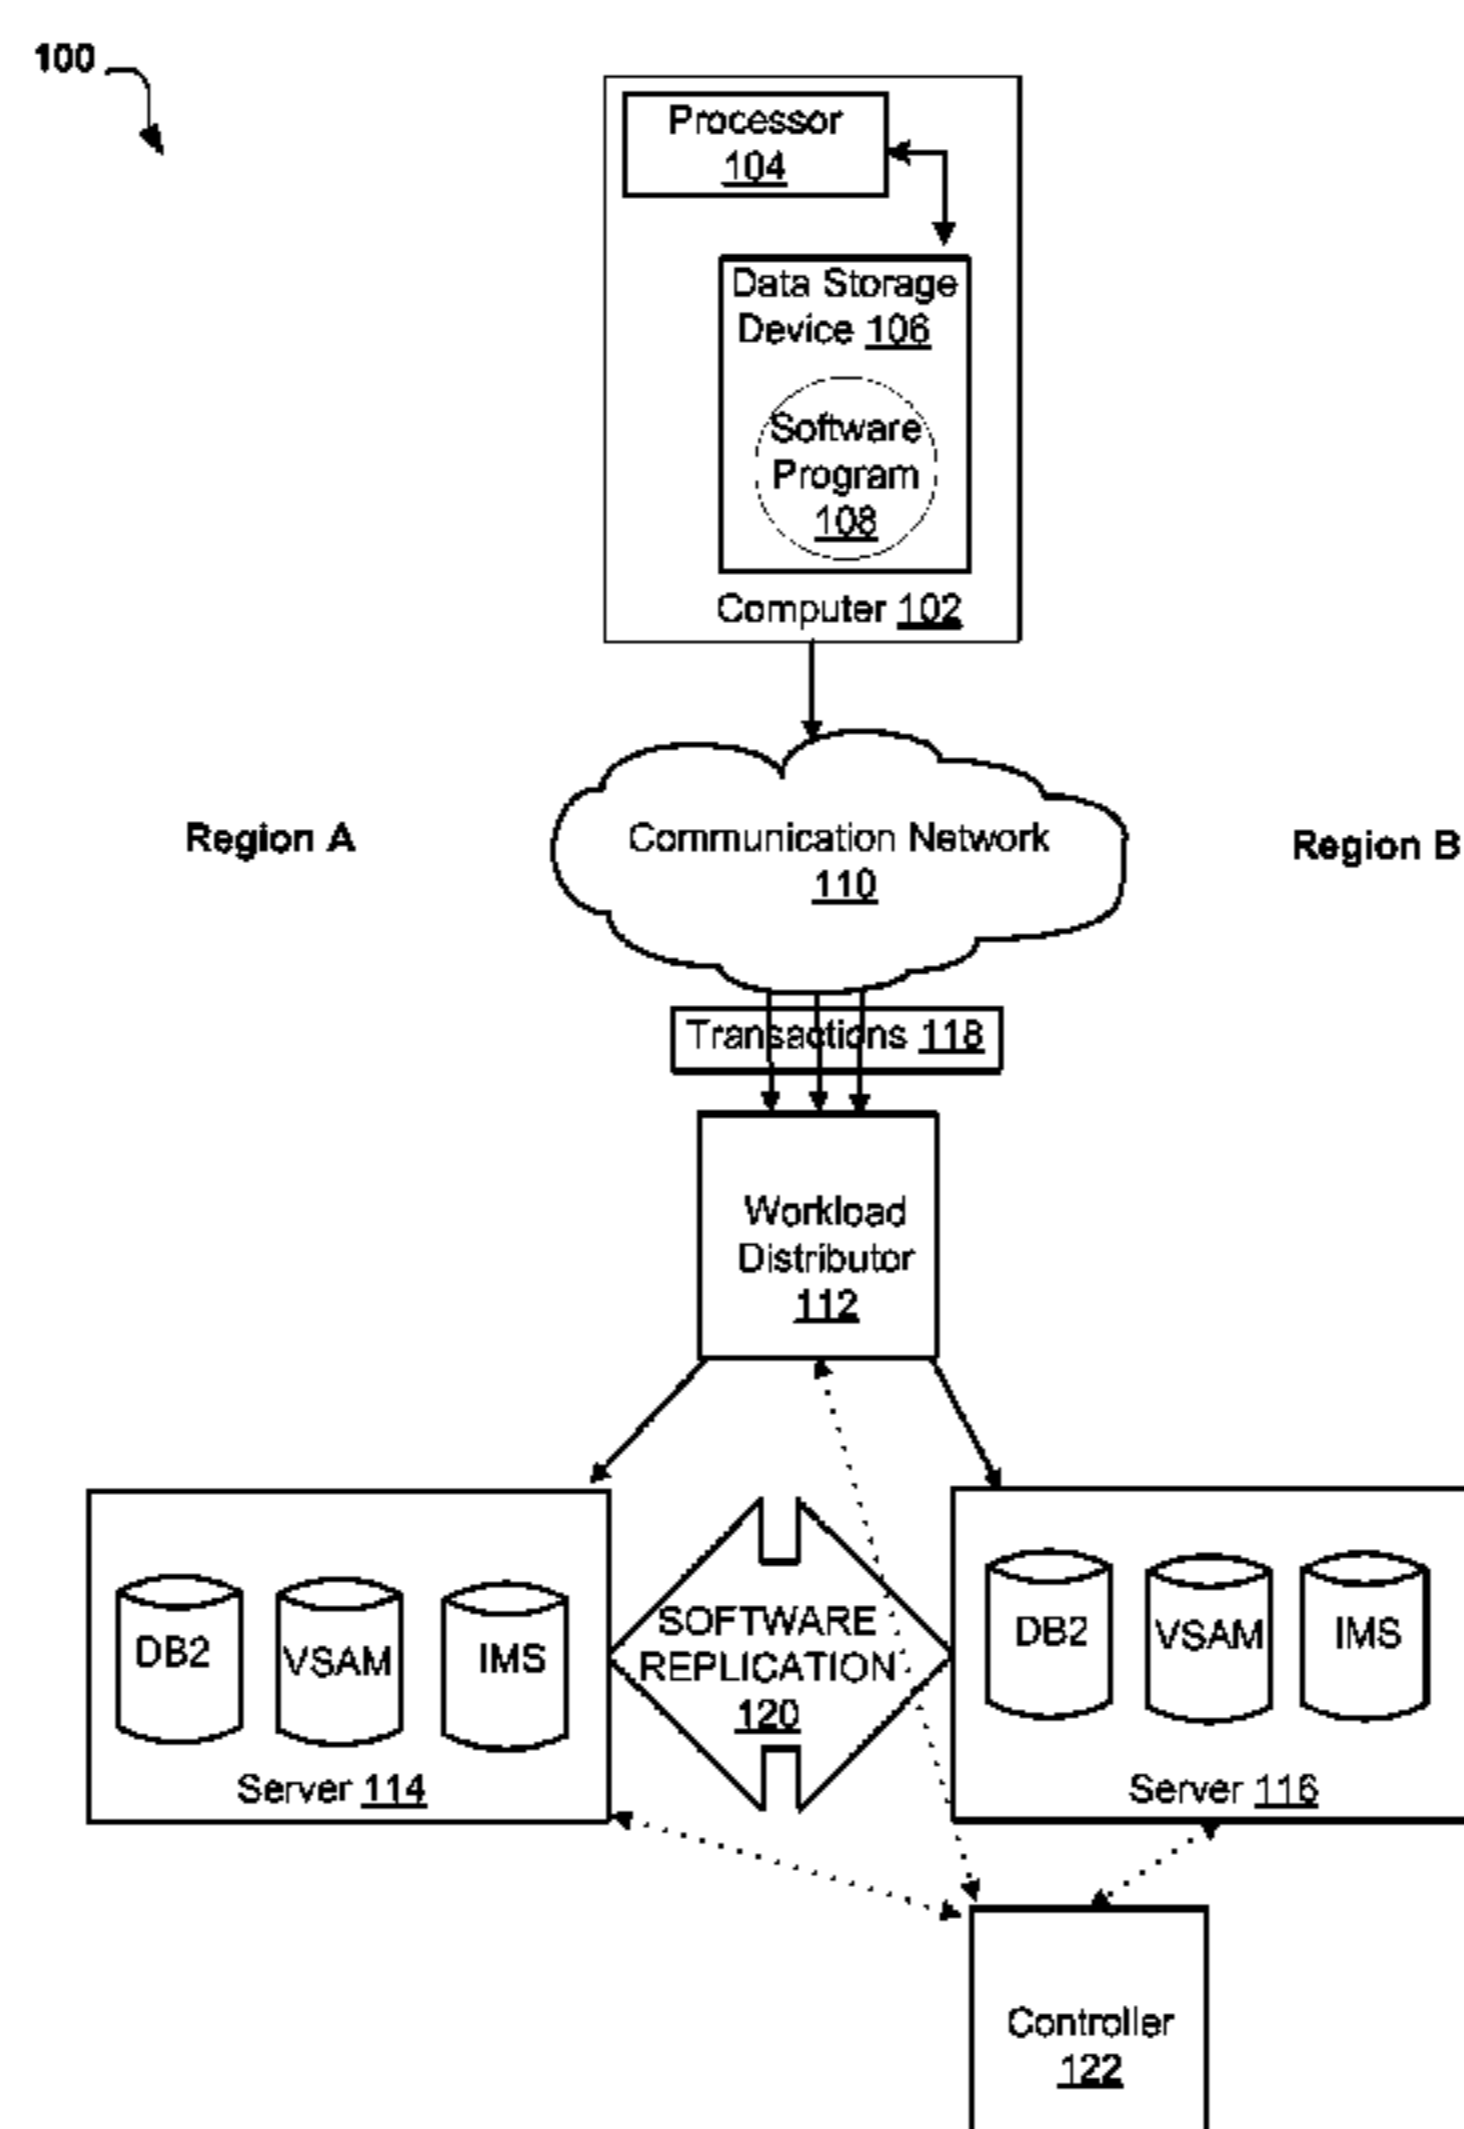 100
Processor
104
Data Storage
Device 106
Software
Program
108
Computer 102
Region A
Communication Network
110
Region B
Transactions 118
Workload
Distributor
112
DB2
VSAM
IMS
Server 114
SOFTWARE
REPLICATION
120
DB2
VSAM
IMS
Server 116
Controller
122